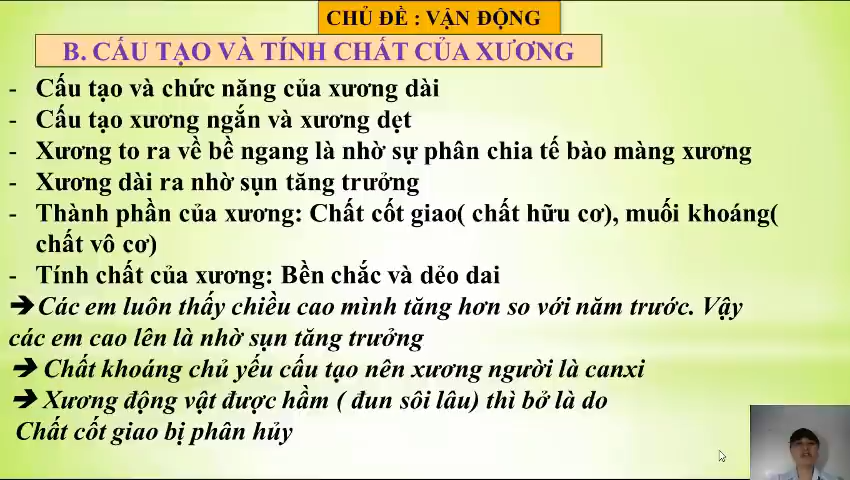 CHỦ ĐỀ : VẬN ĐỘNG
B. CẤU TẠO VÀ TÍNH CHẤT CỦA XƯƠNG
- Cấu tạo và chức năng của xương dài
- Cấu tạo xương ngắn và xương dẹt
- Xương to ra về bề ngang là nhờ sự phân chia tế bào màng xương
- Xương dài ra nhờ sụn tăng trưởng
- Thành phần của xương: Chất cốt giao( chất hữu cơ), muối khoáng(
chất vô cơ)
- Tính chất của xương: Bền chắc và dẻo dai
➔ Các em luôn thấy chiều cao mình tăng hơn so với năm trước. Vậy
các em cao lên là nhờ sụn tăng trưởng
➔ Chất khoáng chủ yếu cấu tạo nên xương người là canxi
➔ Xương động vật được hầm ( đun sôi lâu) thì bở là do
Chất cốt giao bị phân hủy